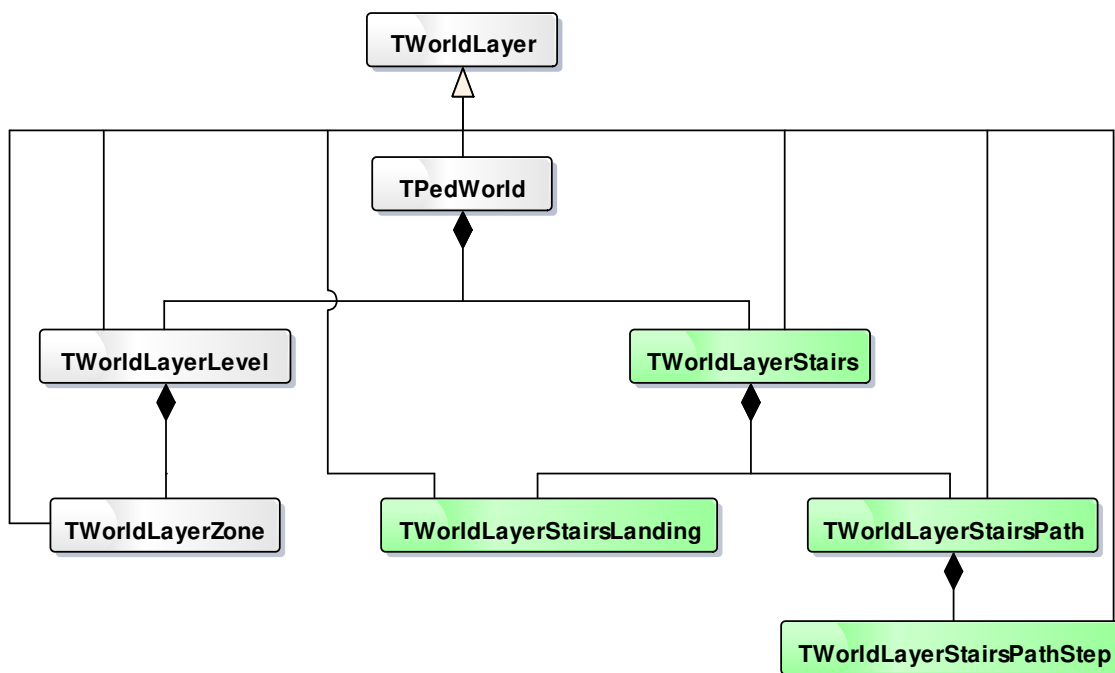 TWorldLayer
TPedWorld
TWorldLayerLevel
TWorldLayerStairs
TWorldLayerZone
TWorldLayerStairsLanding
TWorldLayerStairsPath
TWorldLayerStairsPathStep